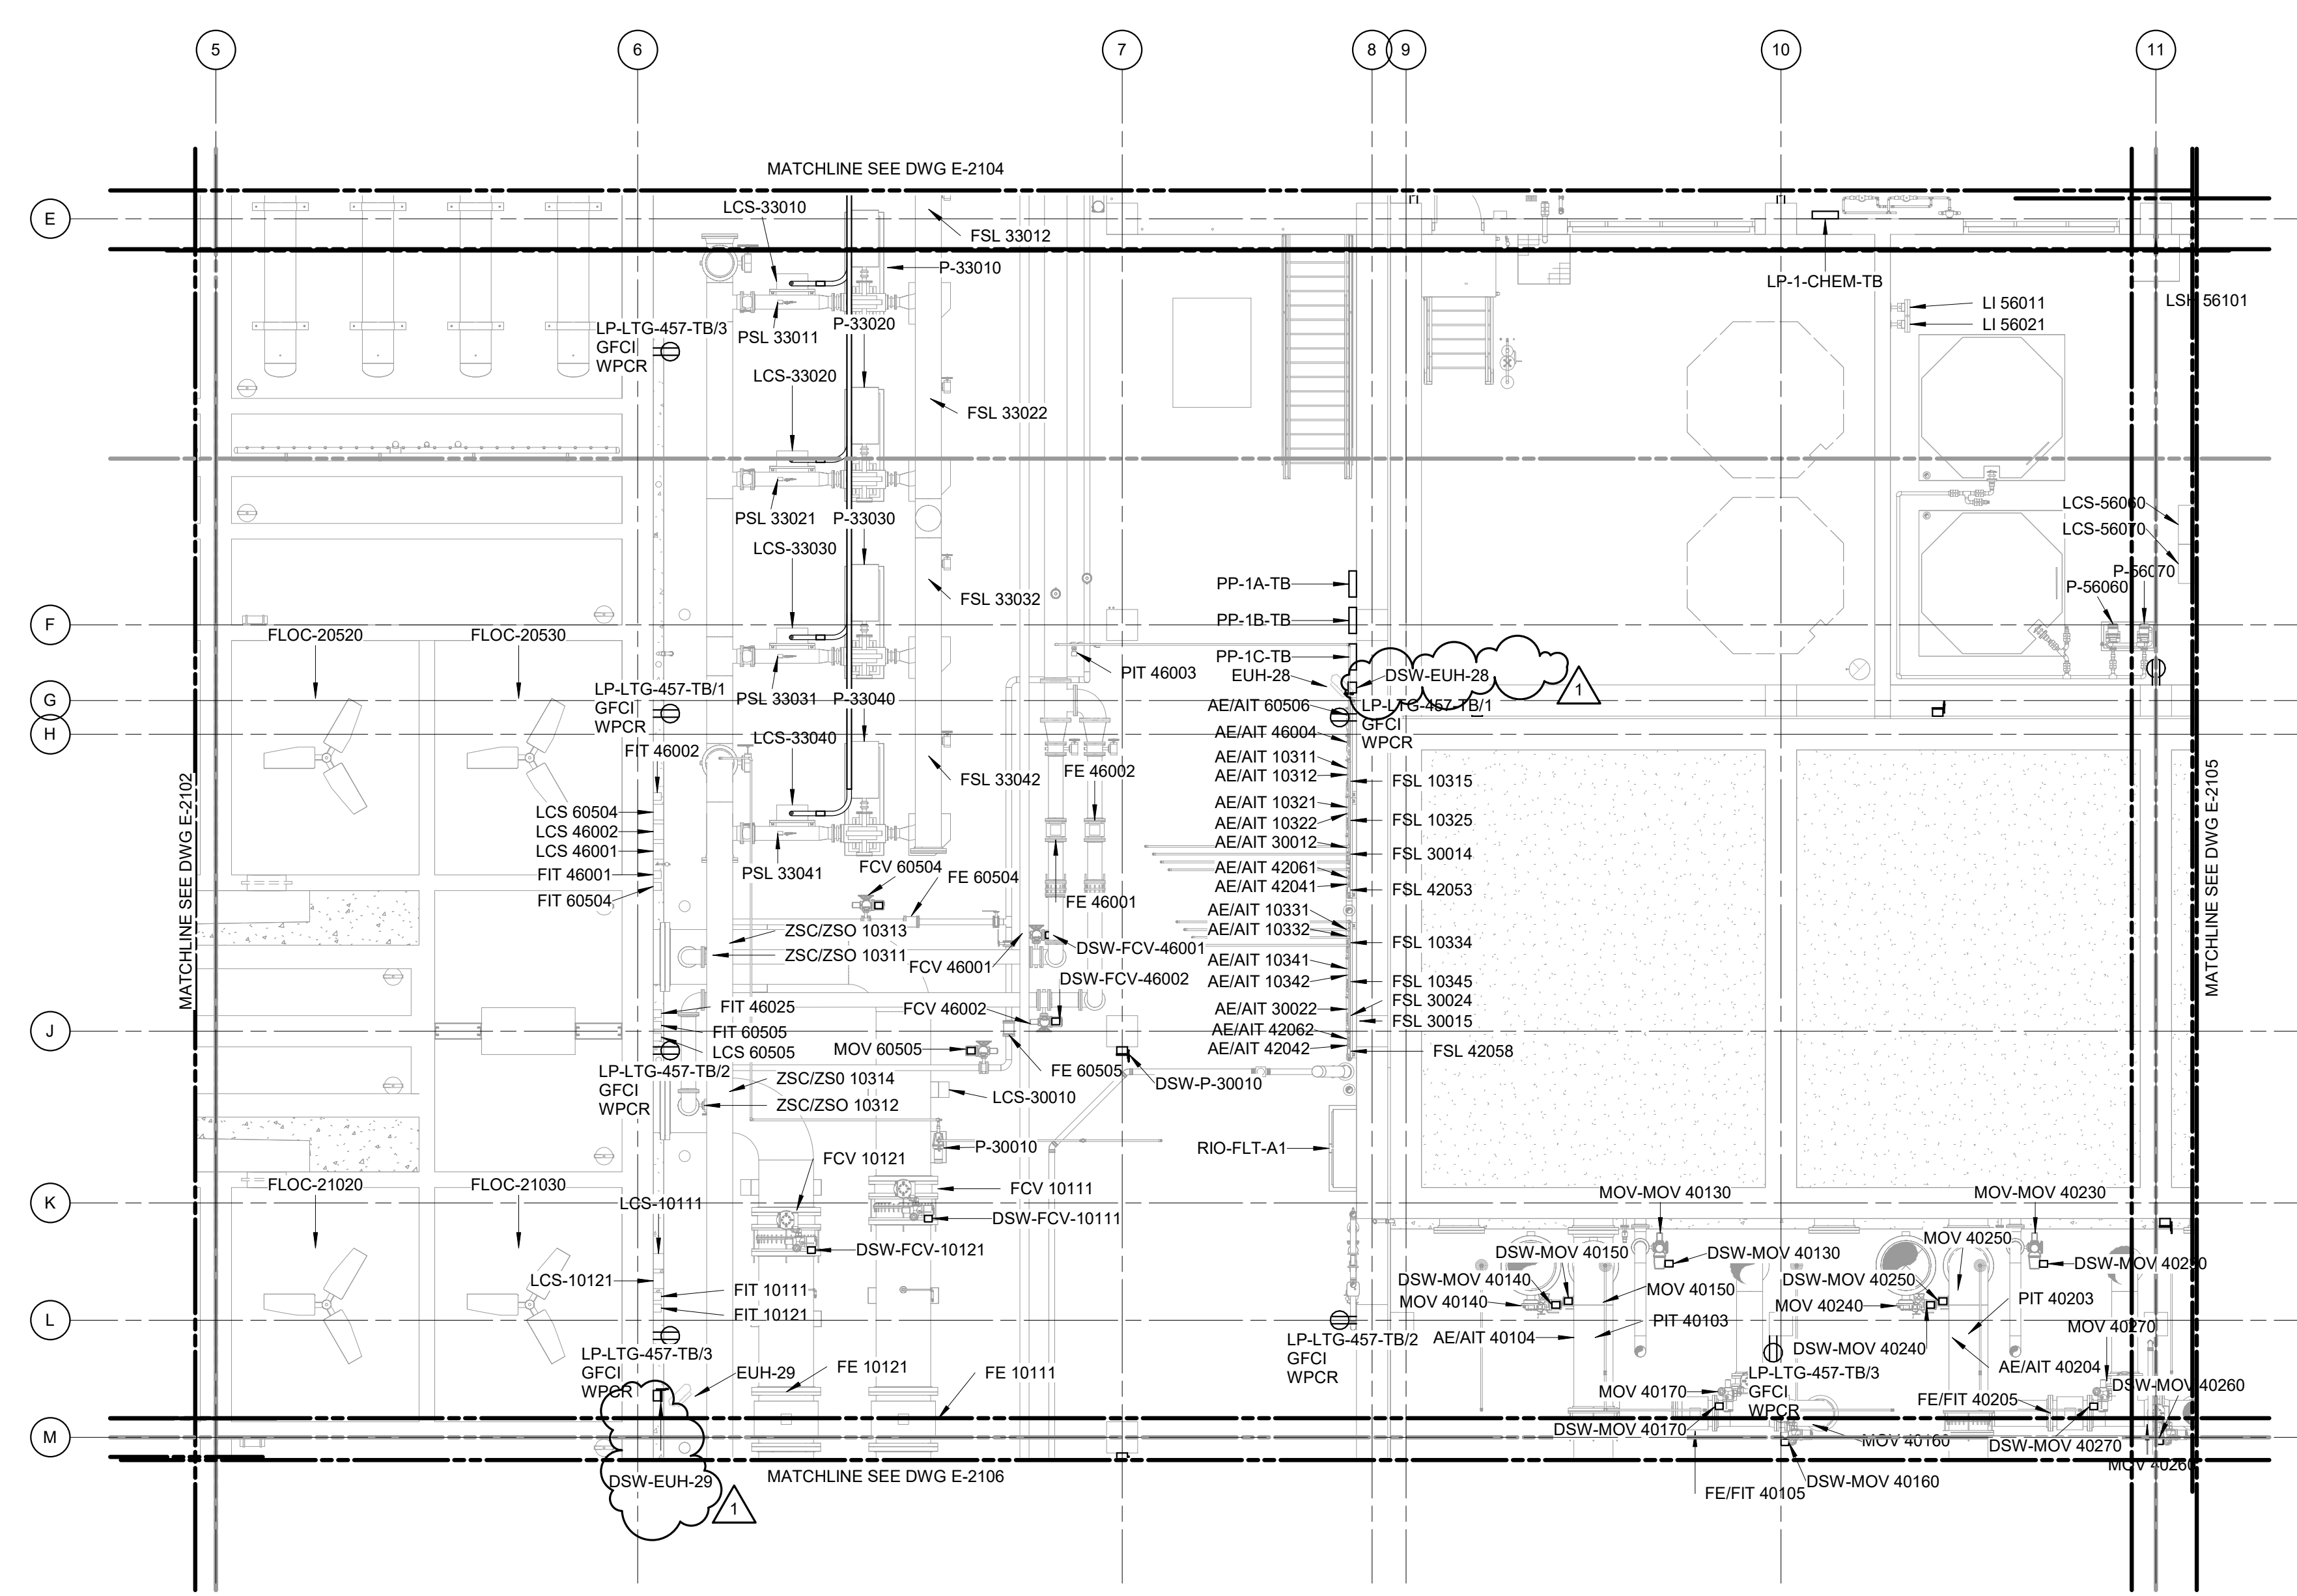 5
6
7
8
9
10
11
MATCHLINE SEE DWG E-2104
E
LCS-33010
FSL 33012
P-33010
LP-1-CHEM-TB
LSH 56101
LI 56011
LI 56021
LP-LTG-457-TB/3
GFCI
WPCR
PSL 33011
P-33020
LCS-33020
FSL 33022
PSL 33021
P-33030
LCS-33030
FSL 33032
LCS-56060
LCS-56070
P-56070
P-56060
PP-1A-TB
PP-1B-TB
PP-1C-TB
F
FLOC-20520
FLOC-20530
PIT 46003
EUH-28
DSW-EUH-28
1
G
H
LP-LTG-457-TB/1
GFCI
WPCR
PSL 33031
P-33040
LCS-33040
FSL 33042
FIT 46002
FE 46002
AE/AIT 60506
LP-LTG-457-TB/1
GFCI
WPCR
AE/AIT 46004
AE/AIT 10311
AE/AIT 10312
FSL 10315
AE/AIT 10321
AE/AIT 10322
FSL 10325
AE/AIT 30012
FSL 30014
AE/AIT 42061
AE/AIT 42041
FSL 42053
AE/AIT 10331
AE/AIT 10332
FSL 10334
AE/AIT 10341
AE/AIT 10342
FSL 10345
FSL 30024
AE/AIT 30022
FSL 30015
AE/AIT 42062
AE/AIT 42042
FSL 42058
MATCHLINE SEE DWG E-2102
MATCHLINE SEE DWG E-2105
LCS 60504
LCS 46002
LCS 46001
FIT 46001
FIT 60504
PSL 33041
FCV 60504
FE 60504
FE 46001
ZSC/ZSO 10313
ZSC/ZSO 10311
FCV 46001
DSW-FCV-46001
DSW-FCV-46002
FIT 46025
FCV 46002
J
FIT 60505
LCS 60505
MOV 60505
FE 60505
LP-LTG-457-TB/2
GFCI
WPCR
ZSC/ZS0 10314
ZSC/ZSO 10312
LCS-30010
DSW-P-30010
P-30010
RIO-FLT-A1
FCV 10121
FCV 10111
K
FLOC-21020
FLOC-21030
LCS-10111
DSW-FCV-10111
DSW-FCV-10121
MOV-MOV 40130
MOV-MOV 40230
DSW-MOV 40150
DSW-MOV 40130
MOV 40250
DSW-MOV 40230
LCS-10121
FIT 10111
FIT 10121
DSW-MOV 40140
MOV 40140
MOV 40150
DSW-MOV 40250
MOV 40240
PIT 40203
L
PIT 40103
AE/AIT 40104
MOV 40270
DSW-MOV 40240
AE/AIT 40204
LP-LTG-457-TB/2
GFCI
WPCR
LP-LTG-457-TB/3
GFCI
WPCR
EUH-29
FE 10121
FE 10111
LP-LTG-457-TB/3
GFCI
WPCR
MOV 40170
DSW-MOV 40170
FE/FIT 40205
DSW-MOV 40260
M
MOV 40160
DSW-MOV 40270
MOV 40260
MATCHLINE SEE DWG E-2106
DSW-EUH-29
1
DSW-MOV 40160
FE/FIT 40105